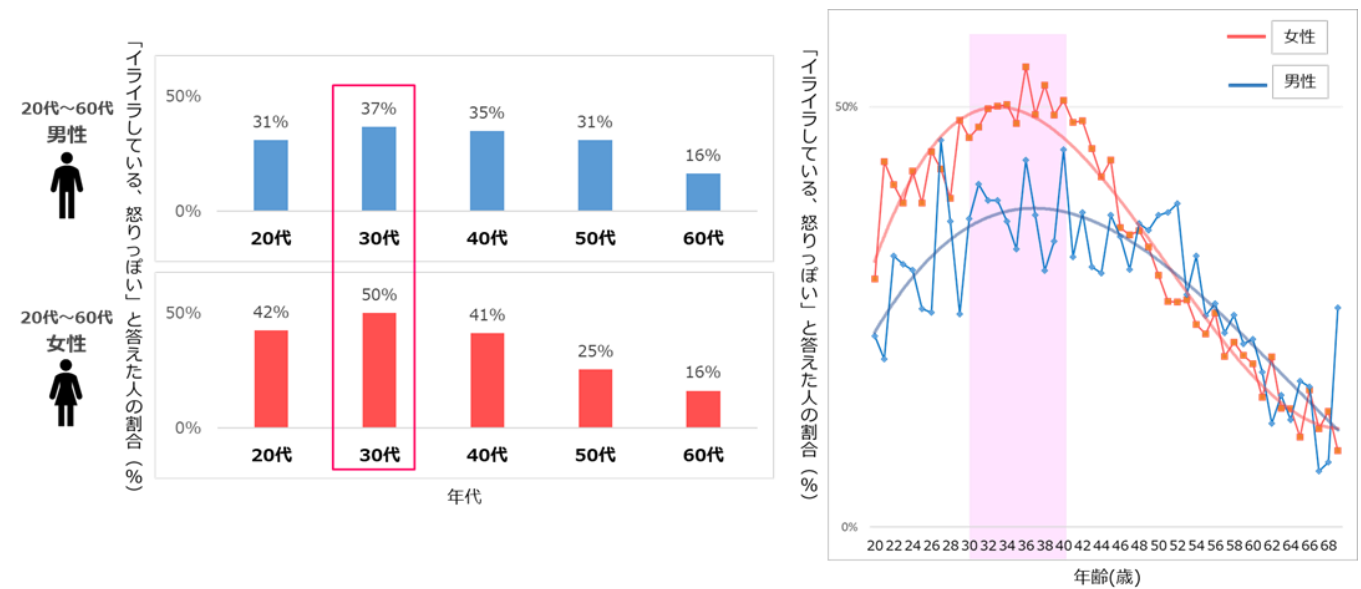 20代～60代
男性
「イライラしている、怒りっぽい」と答えた人の割合（%）
50%
0%
31%
37%
35%
31%
16%
20代
30代
40代
50代
60代
20代～60代
女性
50%
0%
42%
50%
41%
25%
16%
20代
30代
40代
50代
60代
年代
「イライラしている、怒りっぽい」と答えた人の割合（%）
女性
男性
50%
0%
20 22 24 26 28 30 32 34 36 38 40 42 44 46 48 50 52 54 56 58 60 62 64 66 68
年齢(歳)